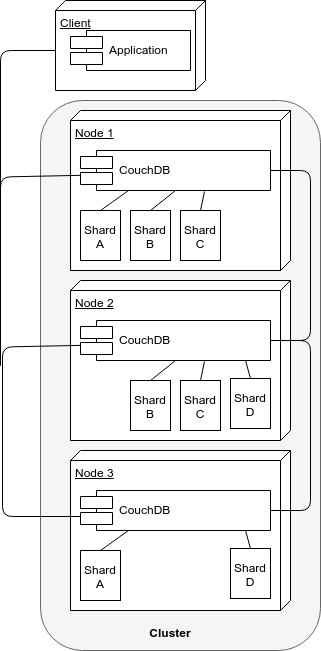 Client
Application
Node 1
CouchDB
Shard
A
Shard
B
Shard
C
Node 2
CouchDB
Shard
B
Shard
C
Shard
D
Node 3
CouchDB
Shard
A
Shard
D
Cluster